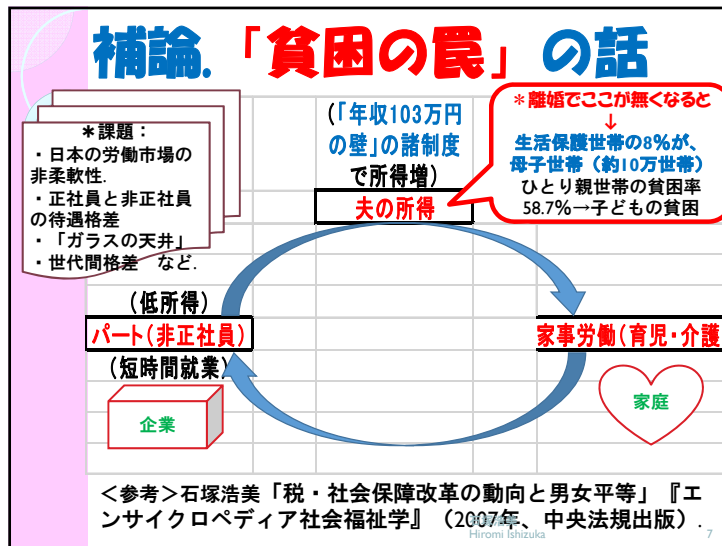 補論.「貧困の罠」の話
＊課題：
・日本の労働市場の
非柔軟性.
・正社員と非正社員
の待遇格差
・「ガラスの天井」
・世代間格差　など.
(「年収103万円
の壁」の諸制度
で所得増)
夫の所得
＊離婚でここが無くなると
↓
生活保護世帯の8%が、
母子世帯（約10万世帯）
ひとり親世帯の貧困率
58.7%→子どもの貧困
(低所得)
パート(非正社員)
(短時間就業)
企業
家事労働(育児・介護
家庭
＜参考＞石塚浩美「税・社会保障改革の動向と男女平等」『エ
ンサイクロペディア社会福祉学』（2007年、中央法規出版）.
Hiromi Ishizuka
7